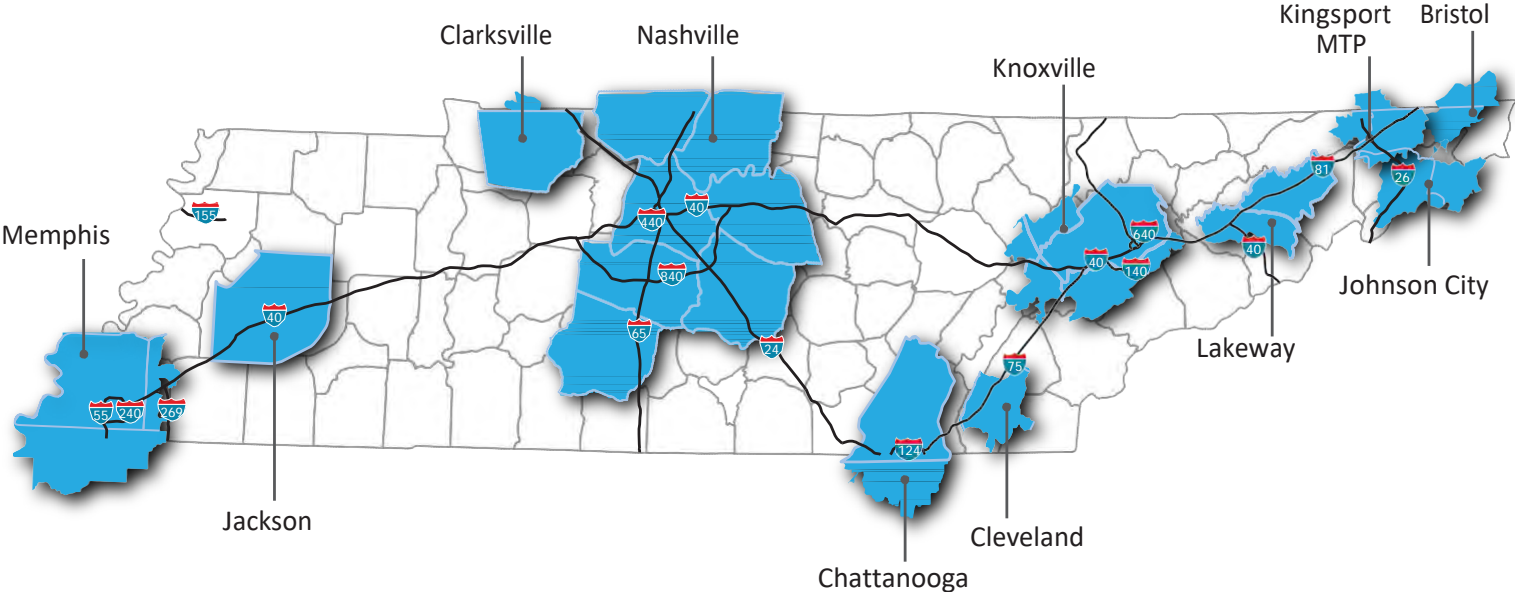 Kingsport
MTP
Bristol
Clarksville
Nashville
Knoxville
81
26
155
440
40
Memphis
640
40
40
140
840
Johnson City
40
65
24
Lakeway
75
55
240
269
124
Jackson
Cleveland
Chattanooga